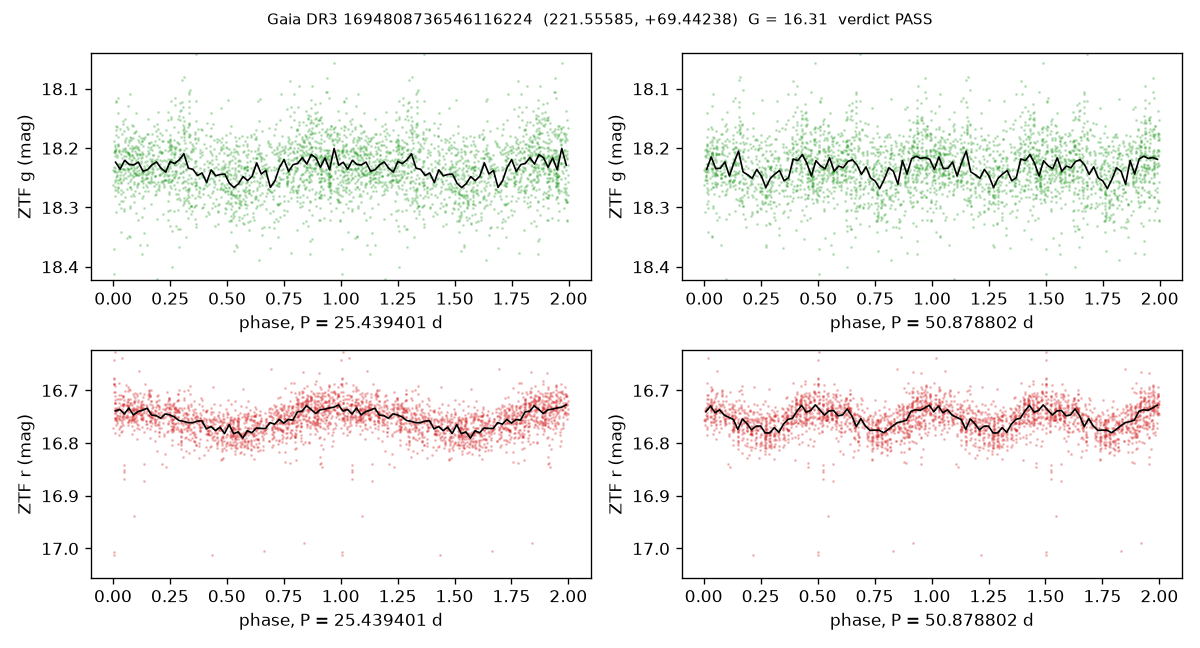 Gaia DR3 1694808736546116224 (221.55585, +69.44238) G = 16.31 verdict PASS
ZTF g (mag)
18.1
18.2
18.3
18.4
0.00 0.25 0.50 0.75 1.00 1.25 1.50 1.75 2.00
phase, P = 25.439401 d
ZTF g (mag)
18.1
18.2
18.3
18.4
0.00 0.25 0.50 0.75 1.00 1.25 1.50 1.75 2.00
phase, P = 50.878802 d
ZTF r (mag)
16.7
16.8
16.9
17.0
0.00 0.25 0.50 0.75 1.00 1.25 1.50 1.75 2.00
phase, P = 25.439401 d
ZTF r (mag)
16.7
16.8
16.9
17.0
0.00 0.25 0.50 0.75 1.00 1.25 1.50 1.75 2.00
phase, P = 50.878802 d